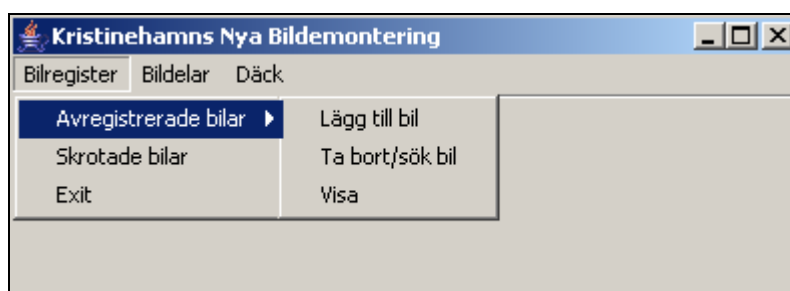 Kristinehamns Nya Bildemontering
Bilregister Bildelar Däck
Avregistrerade bilar Lägg till bil
Skrotade bilar Ta bort/sök bil
Exit Visa